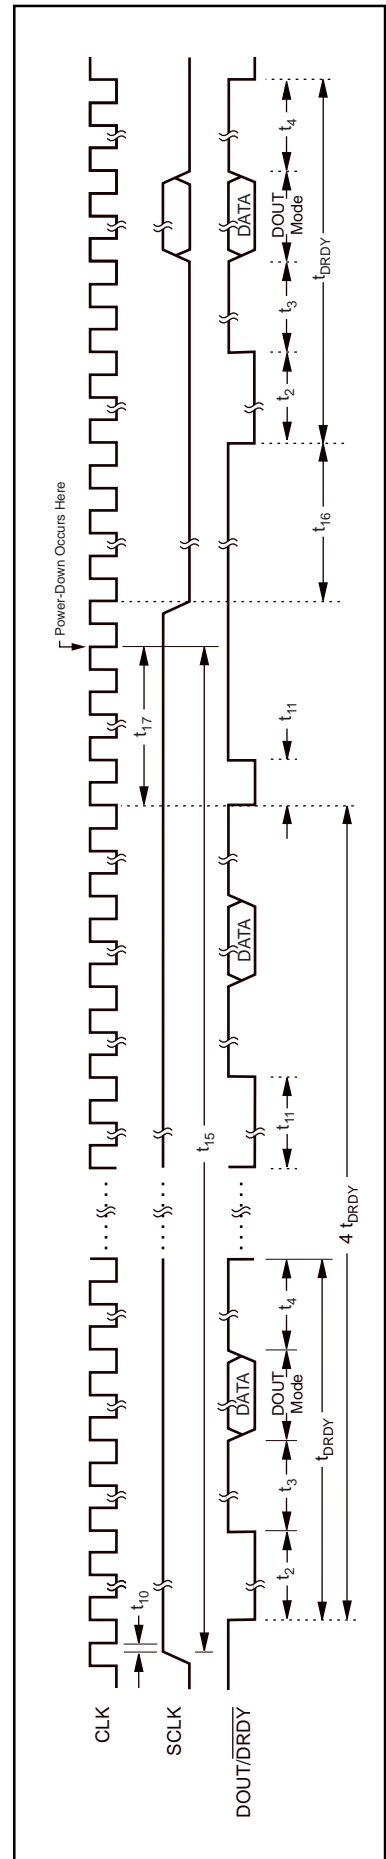 CLK
Power-Down Occurs Here
t10
t17
SCLK
t15
DOUT/DRDY
DATA
DATA
DATA
t2
t3
DOUT
Mode
t4
t11
t11
t16
t2
t3
DOUT
Mode
t4
tDRDY
tDRDY
4 tDRDY